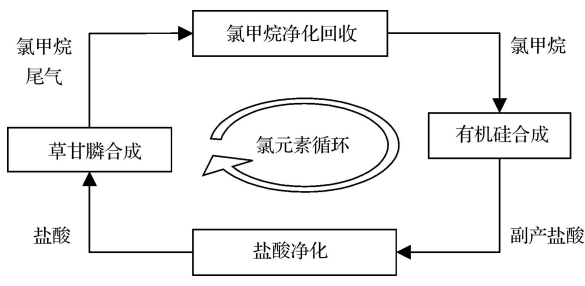 氯甲烷净化回收
氯甲烷
尾气
氯甲烷
草甘膦合成
氯元素循环
有机硅合成
盐酸
盐酸净化
副产盐酸